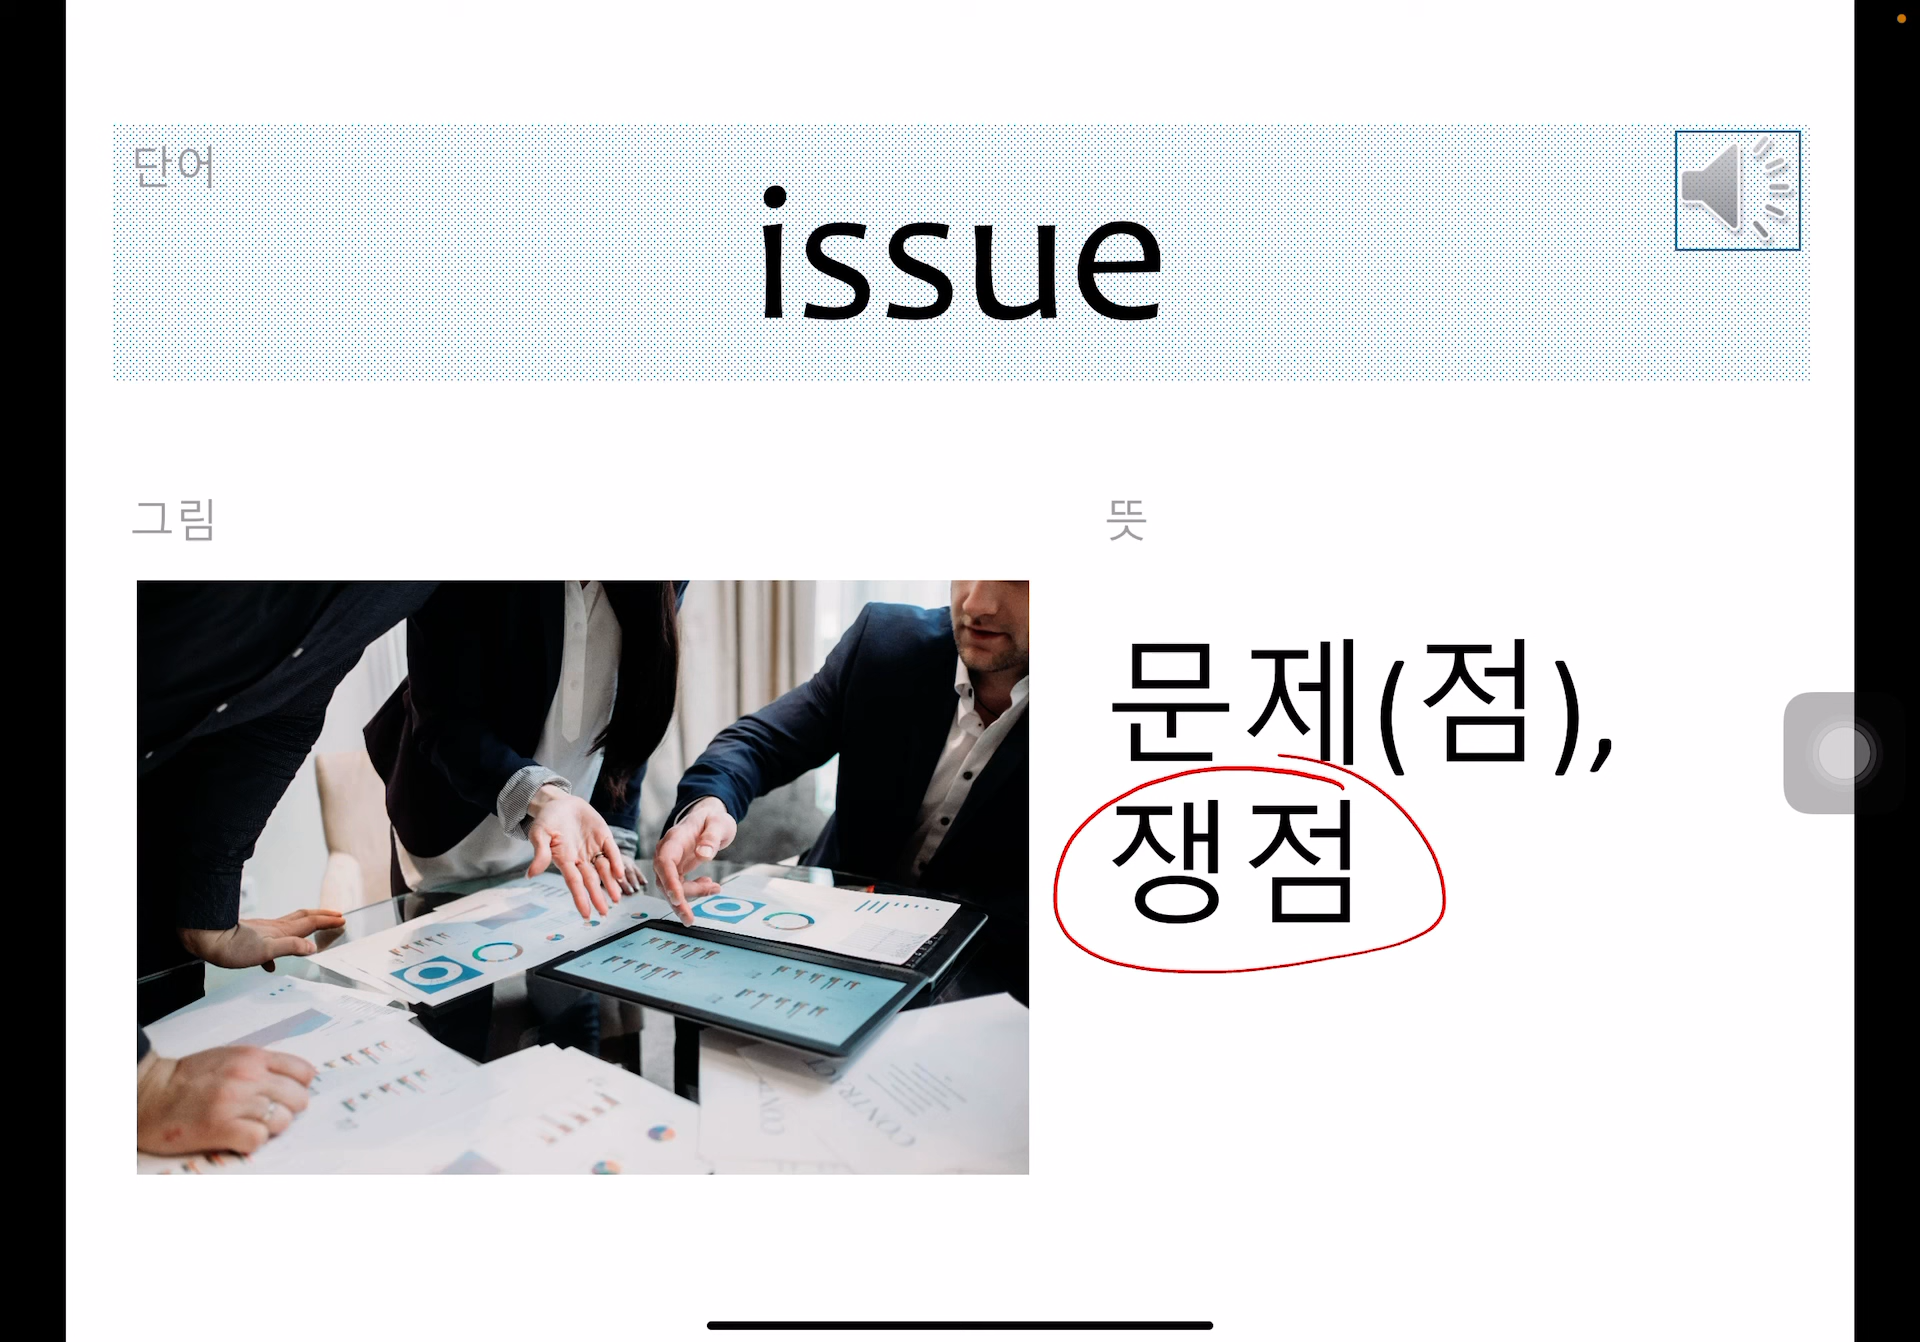 단어
issue
그림
뜻
문제(점),
쟁점